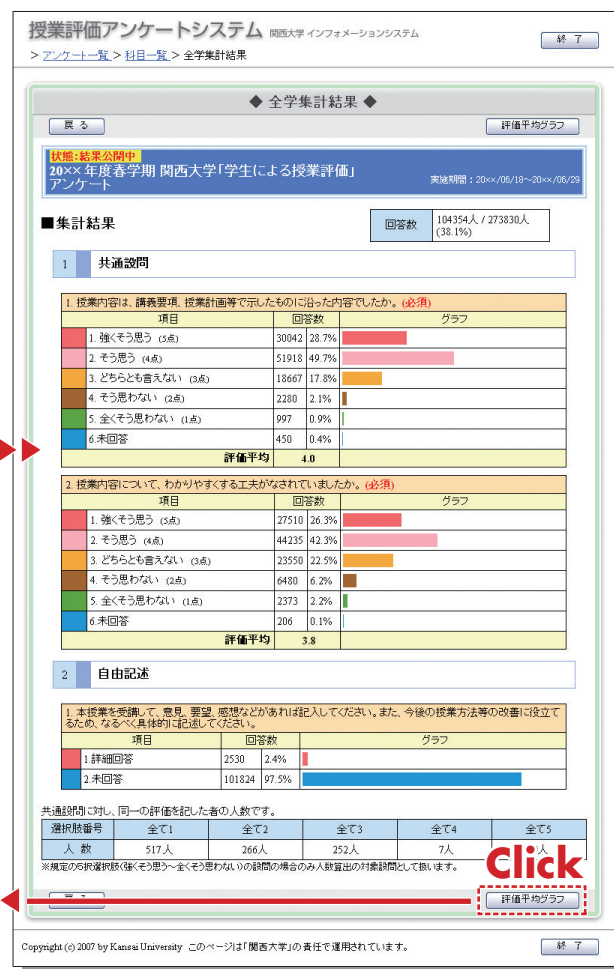 授業評価アンケートシステム 関西大学 インフォメーションシステム
終 了
> アンケート一覧 > 科目一覧 > 全学集計結果
◆ 全学集計結果 ◆
戻 る
評価平均グラフ
状態:結果公開中
20××年度春学期 関西大学「学生による授業評価」
アンケート
実施期間:20××/06/18~20××/06/29
■集計結果
回答数 104354人 / 273830人
(38.1%)
1 共通設問
1. 授業内容は、講義要項、授業計画等で示したものに沿った内容でしたか。(必須)
項目 回答数 グラフ
1. 強くそう思う (5点) 30042 28.7%
2. そう思う (4点) 51918 49.7%
3. どちらとも言えない (3点) 18667 17.8%
4. そう思わない (2点) 2280 2.1%
5. 全くそう思わない (1点) 997 0.9%
6.未回答 450 0.4%
評価平均 4.0
2. 授業内容について、わかりやすくする工夫がなされていましたか。(必須)
項目 回答数 グラフ
1. 強くそう思う (5点) 27510 26.3%
2. そう思う (4点) 44235 42.3%
3. どちらとも言えない (3点) 23550 22.5%
4. そう思わない (2点) 6480 6.2%
5. 全くそう思わない (1点) 2373 2.2%
6.未回答 206 0.1%
評価平均 3.8
2 自由記述
1. 本授業を受講して、意見、要望、感想などがあれば記入してください。また、今後の授業方法等の改善に役立て
るため、なるべく具体的に記述してください。
項目 回答数 グラフ
1.詳細回答 2530 2.4%
2.未回答 101824 97.5%
共通設問に対し、同一の評価を記した者の人数です。
選択肢番号 全て1 全て2 全て3 全て4 全て5
人 数 517人 266人 252人 7人 人
※規定の5択選択肢(強くそう思う~全くそう思わない)の設問の場合のみ人数算出の対象設問として扱います。
Click
評価平均グラフ
Copyright (c) 2007 by Kansai University このページは「関西大学」の責任で運用されています。
終 了